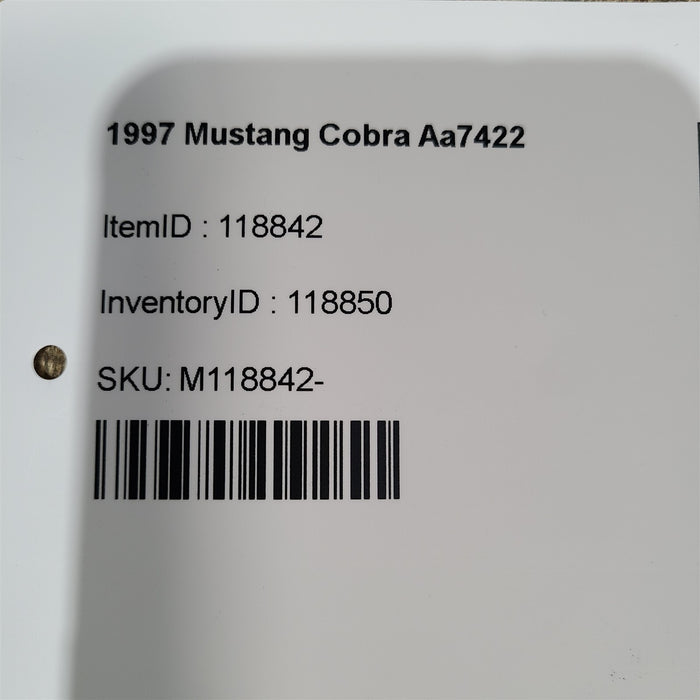 1997 Mustang Cobra Aa7422
ItemID : 118842
InventoryID : 118850
SKU: M118842-